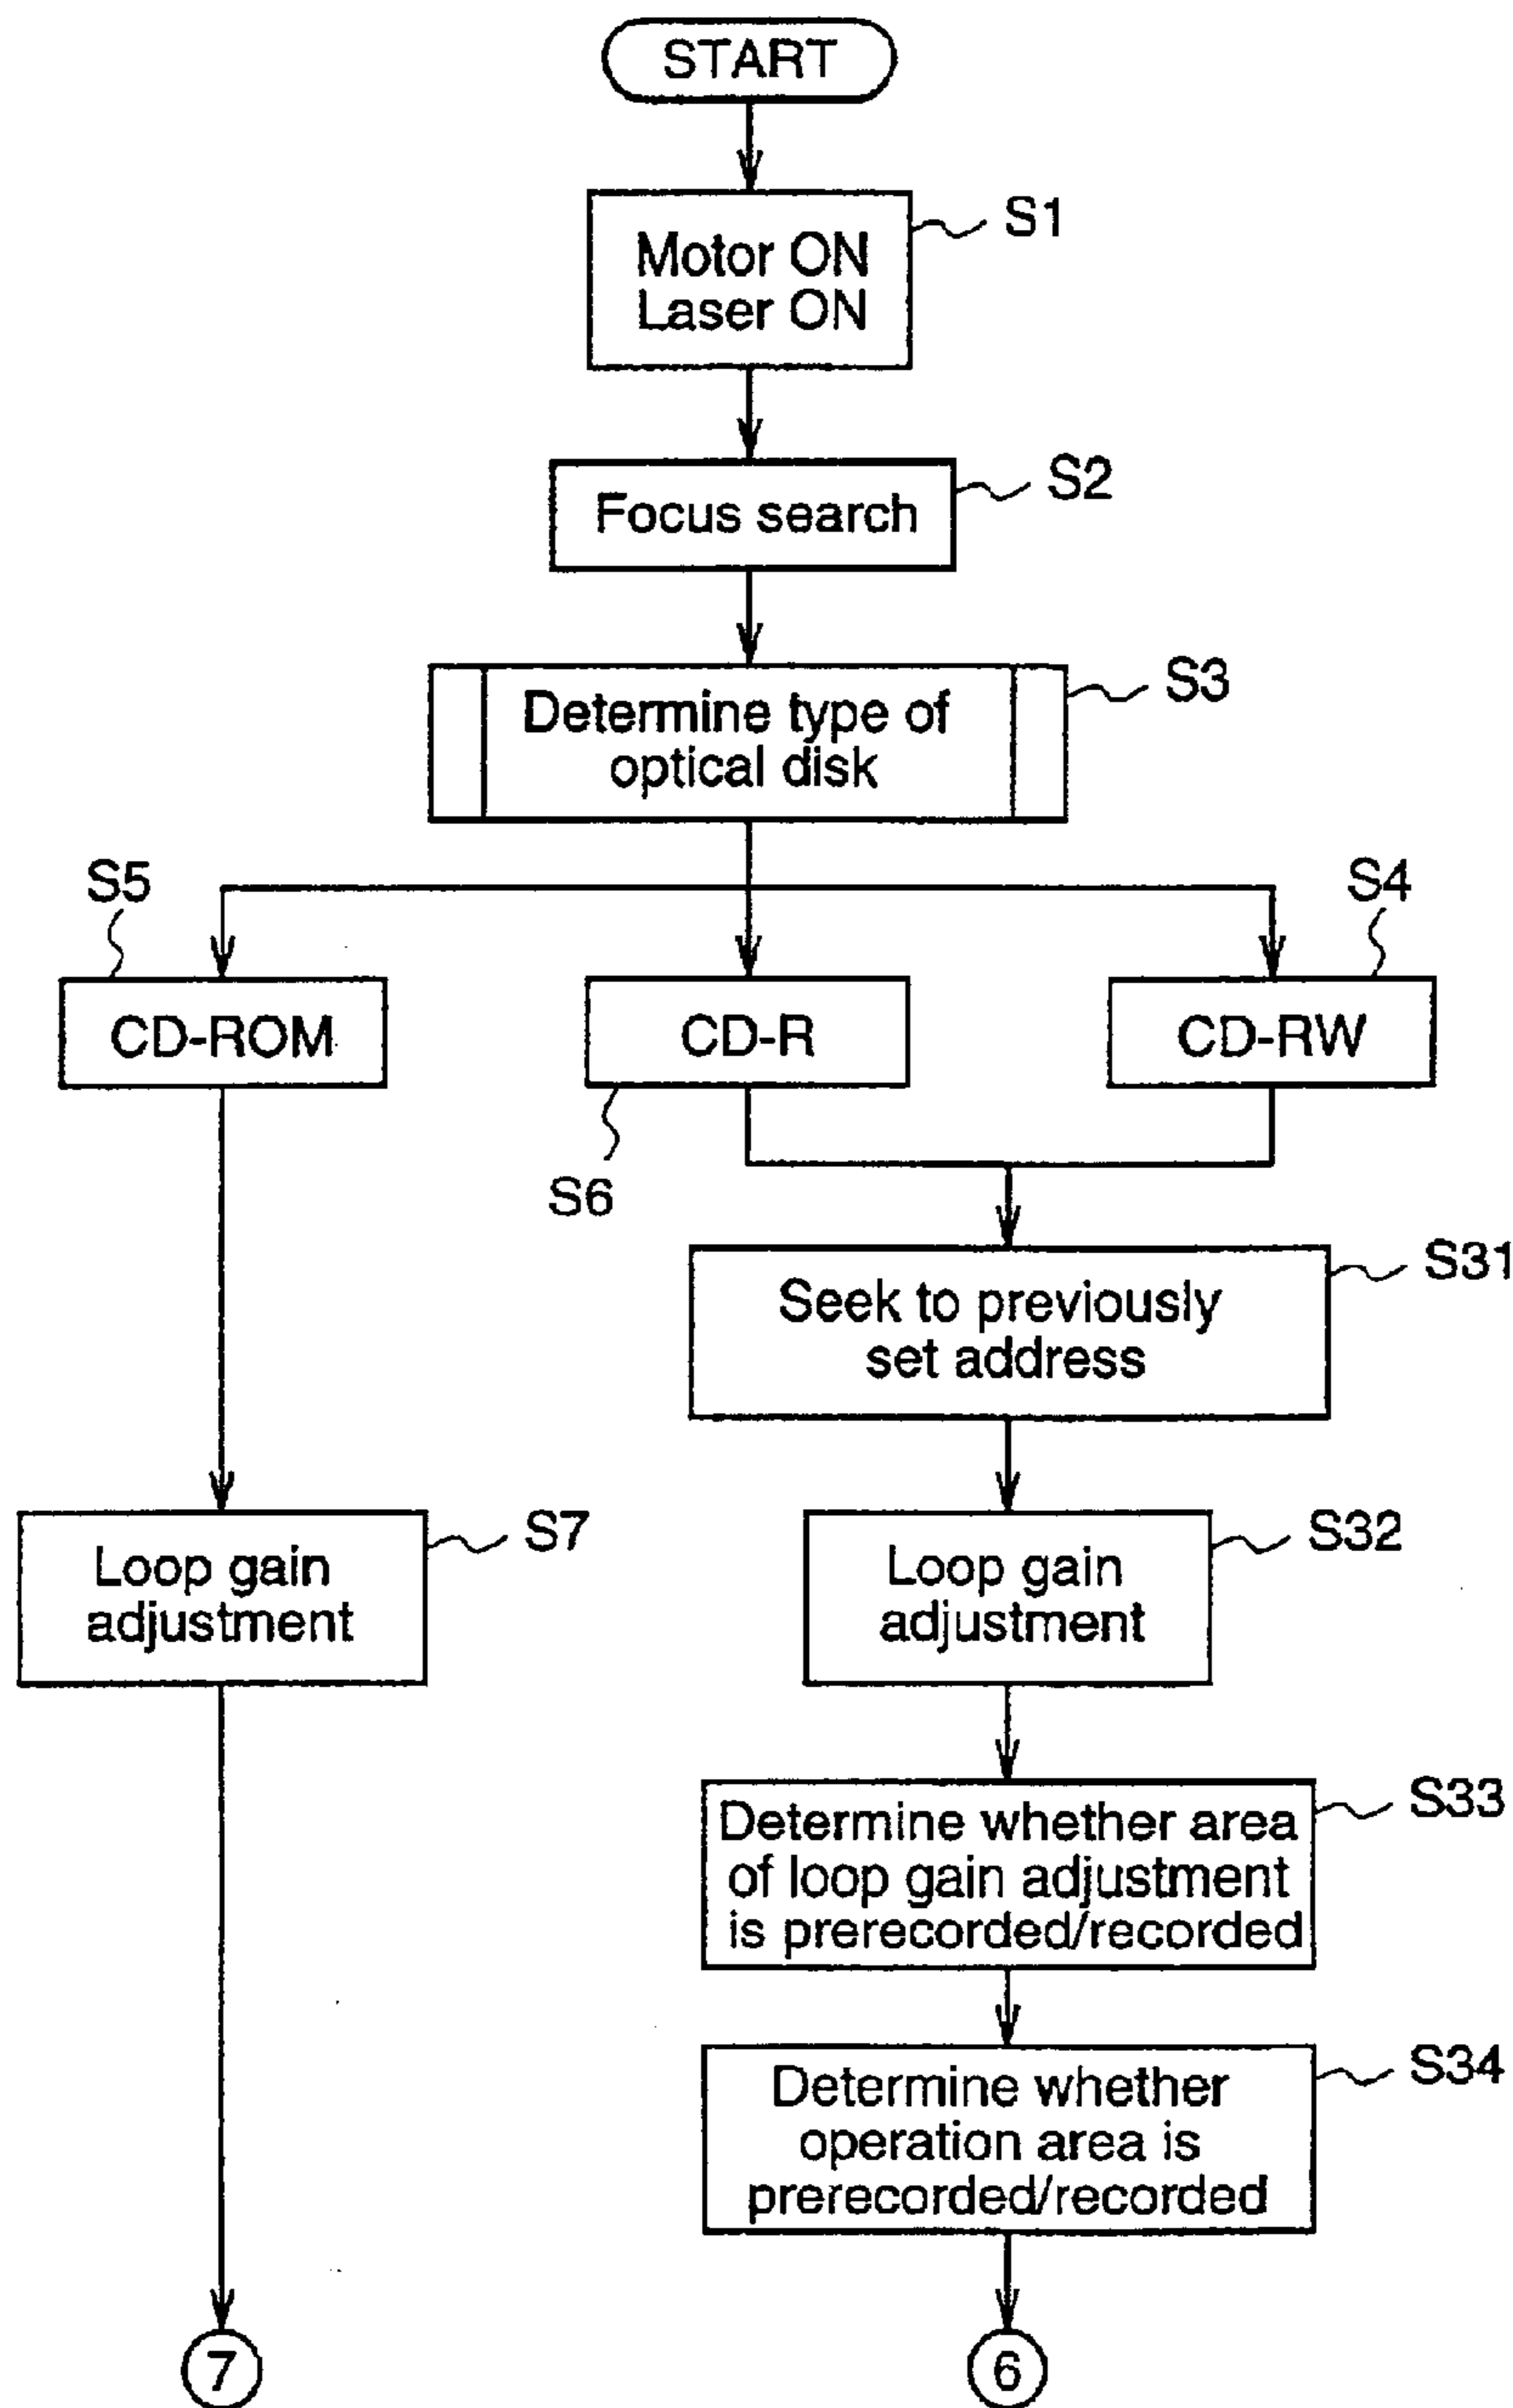 START
Motor ON
Laser ON
S1
Focus search
S2
Determine type of
optical disk
S3
S5
S4
CD-ROM
CD-R
CD-RW
S6
Seek to previously
set address
S31
Loop gain
adjustment
S7
Loop gain
adjustment
S32
Determine whether area
of loop gain adjustment
is prerecorded/recorded
S33
Determine whether
operation area is
prerecorded/recorded
S34
7
6